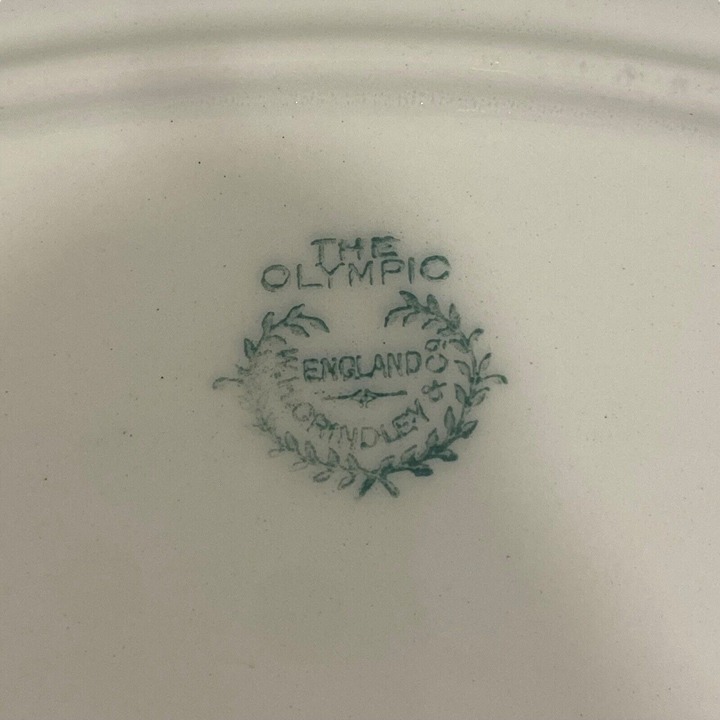 THE
OLYMPIC
ENGLAND
W.H. GRINDLEY & CO.